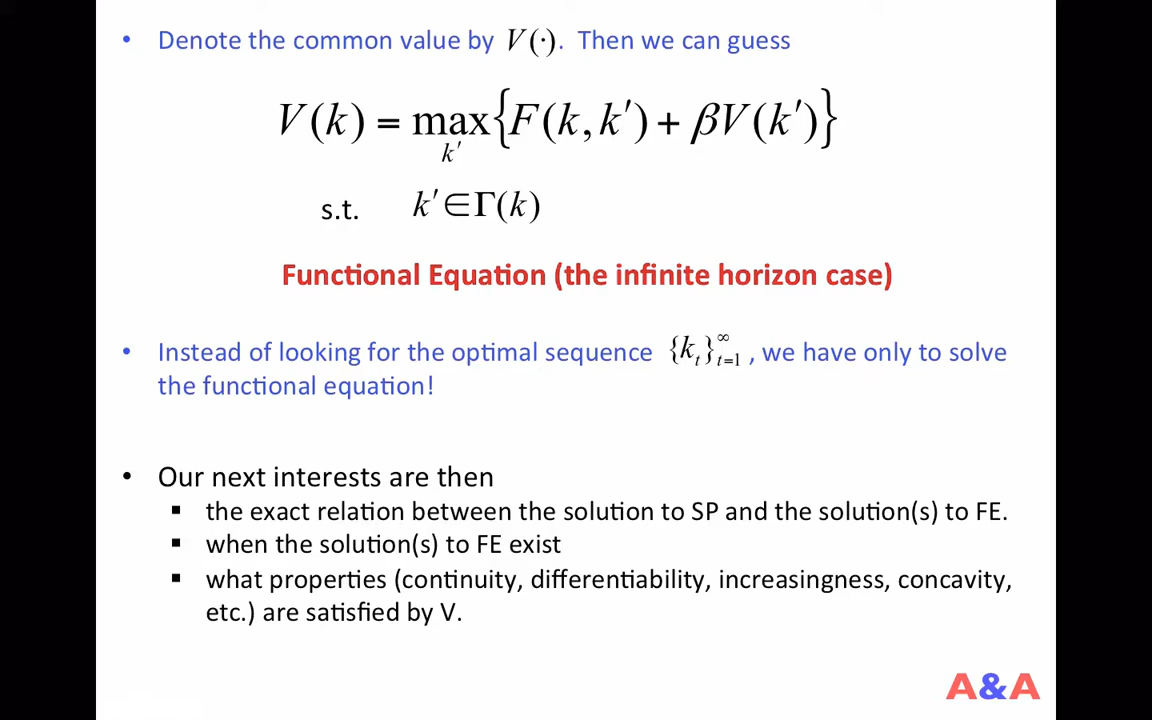 • Denote the common value by V(·). Then we can guess
V(k) = max{F(k, k′) + βV(k′)}
k′
s.t. k′∈Γ(k)
Functional Equation (the infinite horizon case)
• Instead of looking for the optimal sequence {k_t}_{t=1}^∞ , we have only to solve
the functional equation!
• Our next interests are then
▪ the exact relation between the solution to SP and the solution(s) to FE.
▪ when the solution(s) to FE exist
▪ what properties (continuity, differentiability, increasingness, concavity,
etc.) are satisfied by V.
A&A